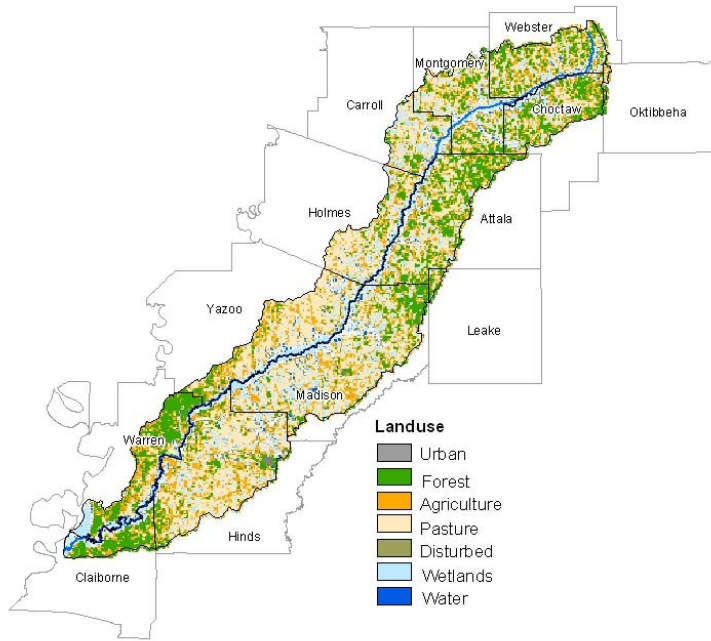 Webster
Montgomery
Carroll
Choctaw
Oktibbeha
Holmes
Attala
Yazoo
Leake
Madison
Warren
Hinds
Claiborne
Landuse
Urban
Forest
Agriculture
Pasture
Disturbed
Wetlands
Water